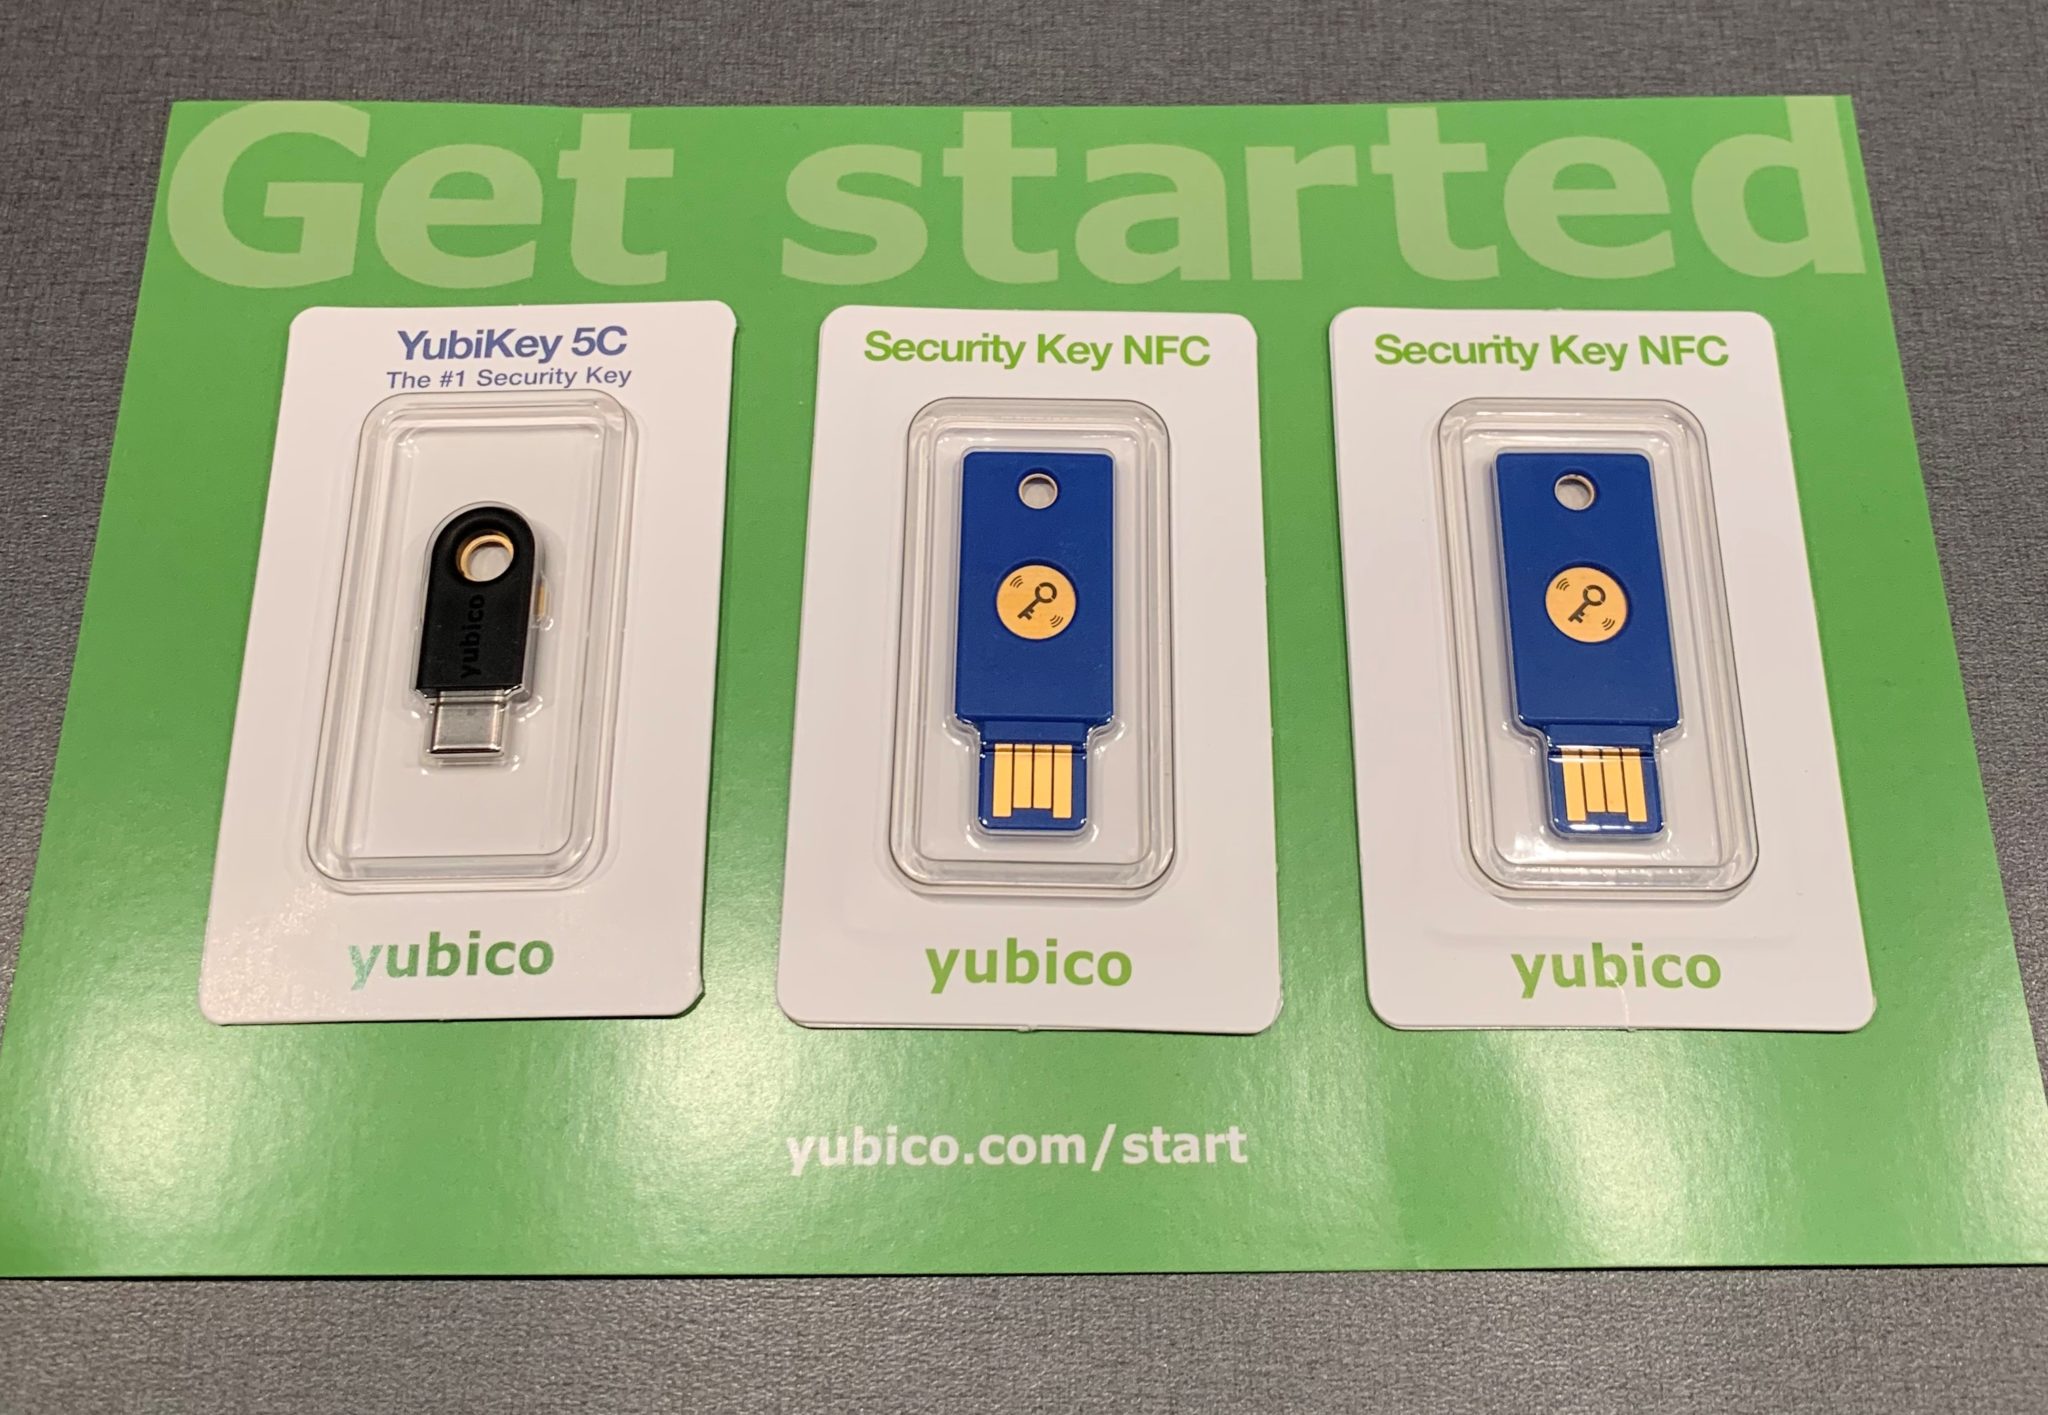 Get started
YubiKey 5C
The #1 Security Key
yubico
yubico
Security Key NFC
yubico
Security Key NFC
yubico
yubico.com/start